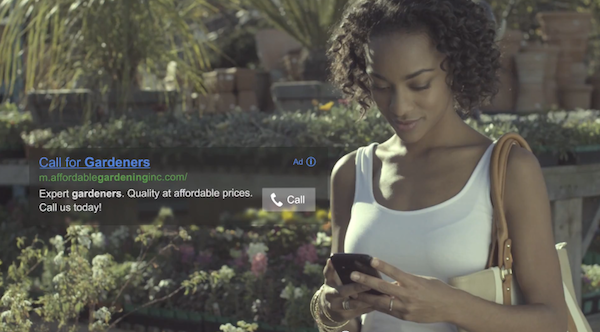 Call for Gardeners Ad ⓘ
m.affordablegardeninginc.com/
Expert gardeners. Quality at affordable prices.
Call us today!
Call